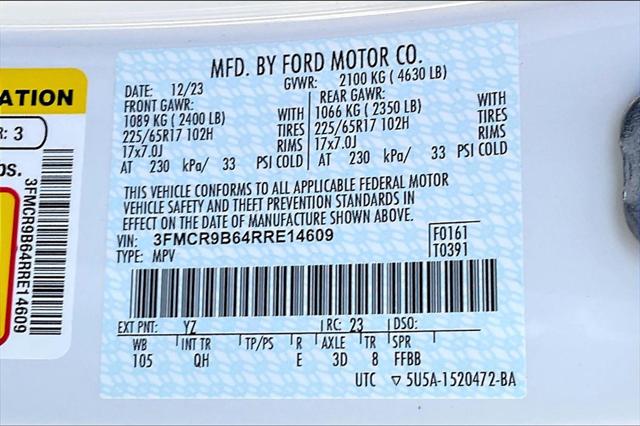 MFD. BY FORD MOTOR CO.
DATE: 12/23 GVWR: 2100 KG ( 4630 LB)
FRONT GAWR: REAR GAWR:
1089 KG ( 2400 LB) WITH 1066 KG ( 2350 LB) WITH
225/65R17 102H TIRES 225/65R17 102H TIRES
17x7.0J RIMS 17x7.0J RIMS
AT 230 kPa/ 33 PSI COLD AT 230 kPa/ 33 PSI COLD
THIS VEHICLE CONFORMS TO ALL APPLICABLE FEDERAL MOTOR
VEHICLE SAFETY AND THEFT PREVENTION STANDARDS IN
EFFECT ON THE DATE OF MANUFACTURE SHOWN ABOVE.
VIN: 3FMCR9B64RRE14609 F0161
TYPE: MPV T0391
EXT PNT: YZ RC: 23 DSO:
WB INT TR TP/PS R AXLE TR SPR
105 QH E 3D 8 FFBB
UTC ▽5U5A-1520472-BA
ATION
R: 3
os.
3FMCR9B64RRE14609